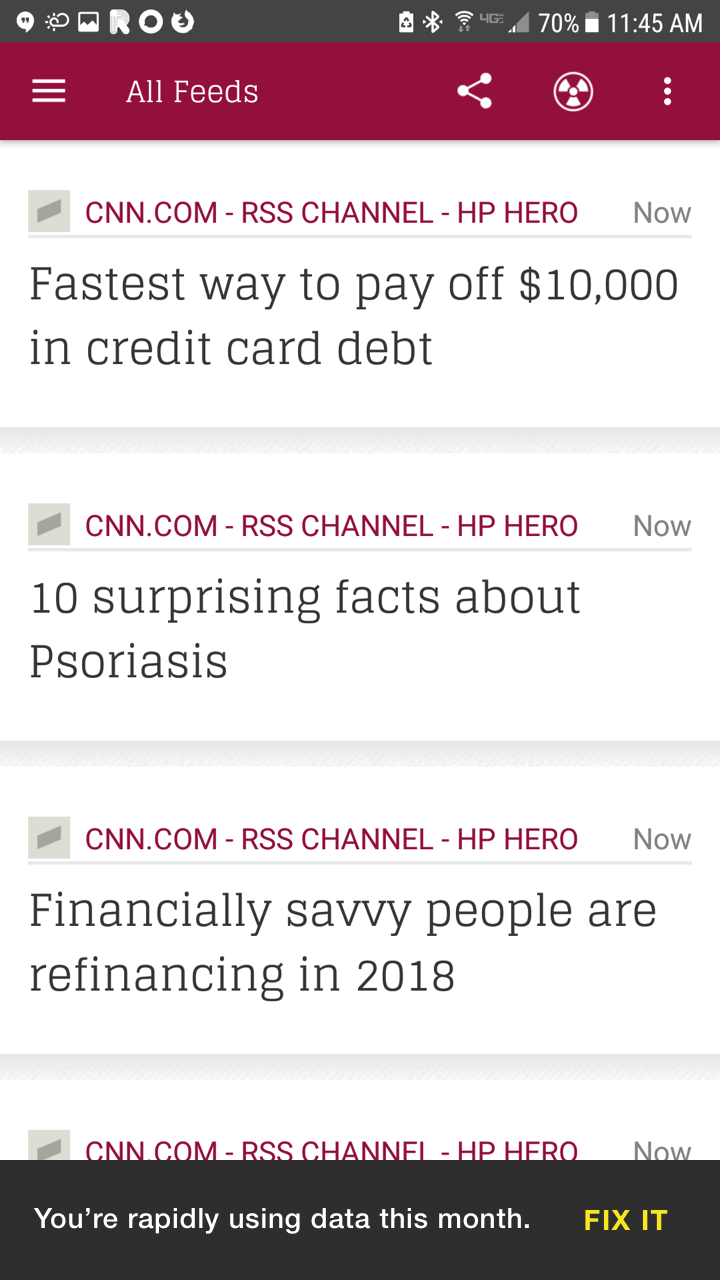 4G 70% 11:45 AM
All Feeds
CNN.COM - RSS CHANNEL - HP HERO Now
Fastest way to pay off $10,000
in credit card debt
CNN.COM - RSS CHANNEL - HP HERO Now
10 surprising facts about
Psoriasis
CNN.COM - RSS CHANNEL - HP HERO Now
Financially savvy people are
refinancing in 2018
CNN.COM - RSS CHANNEL - HP HERO Now
You’re rapidly using data this month. FIX IT